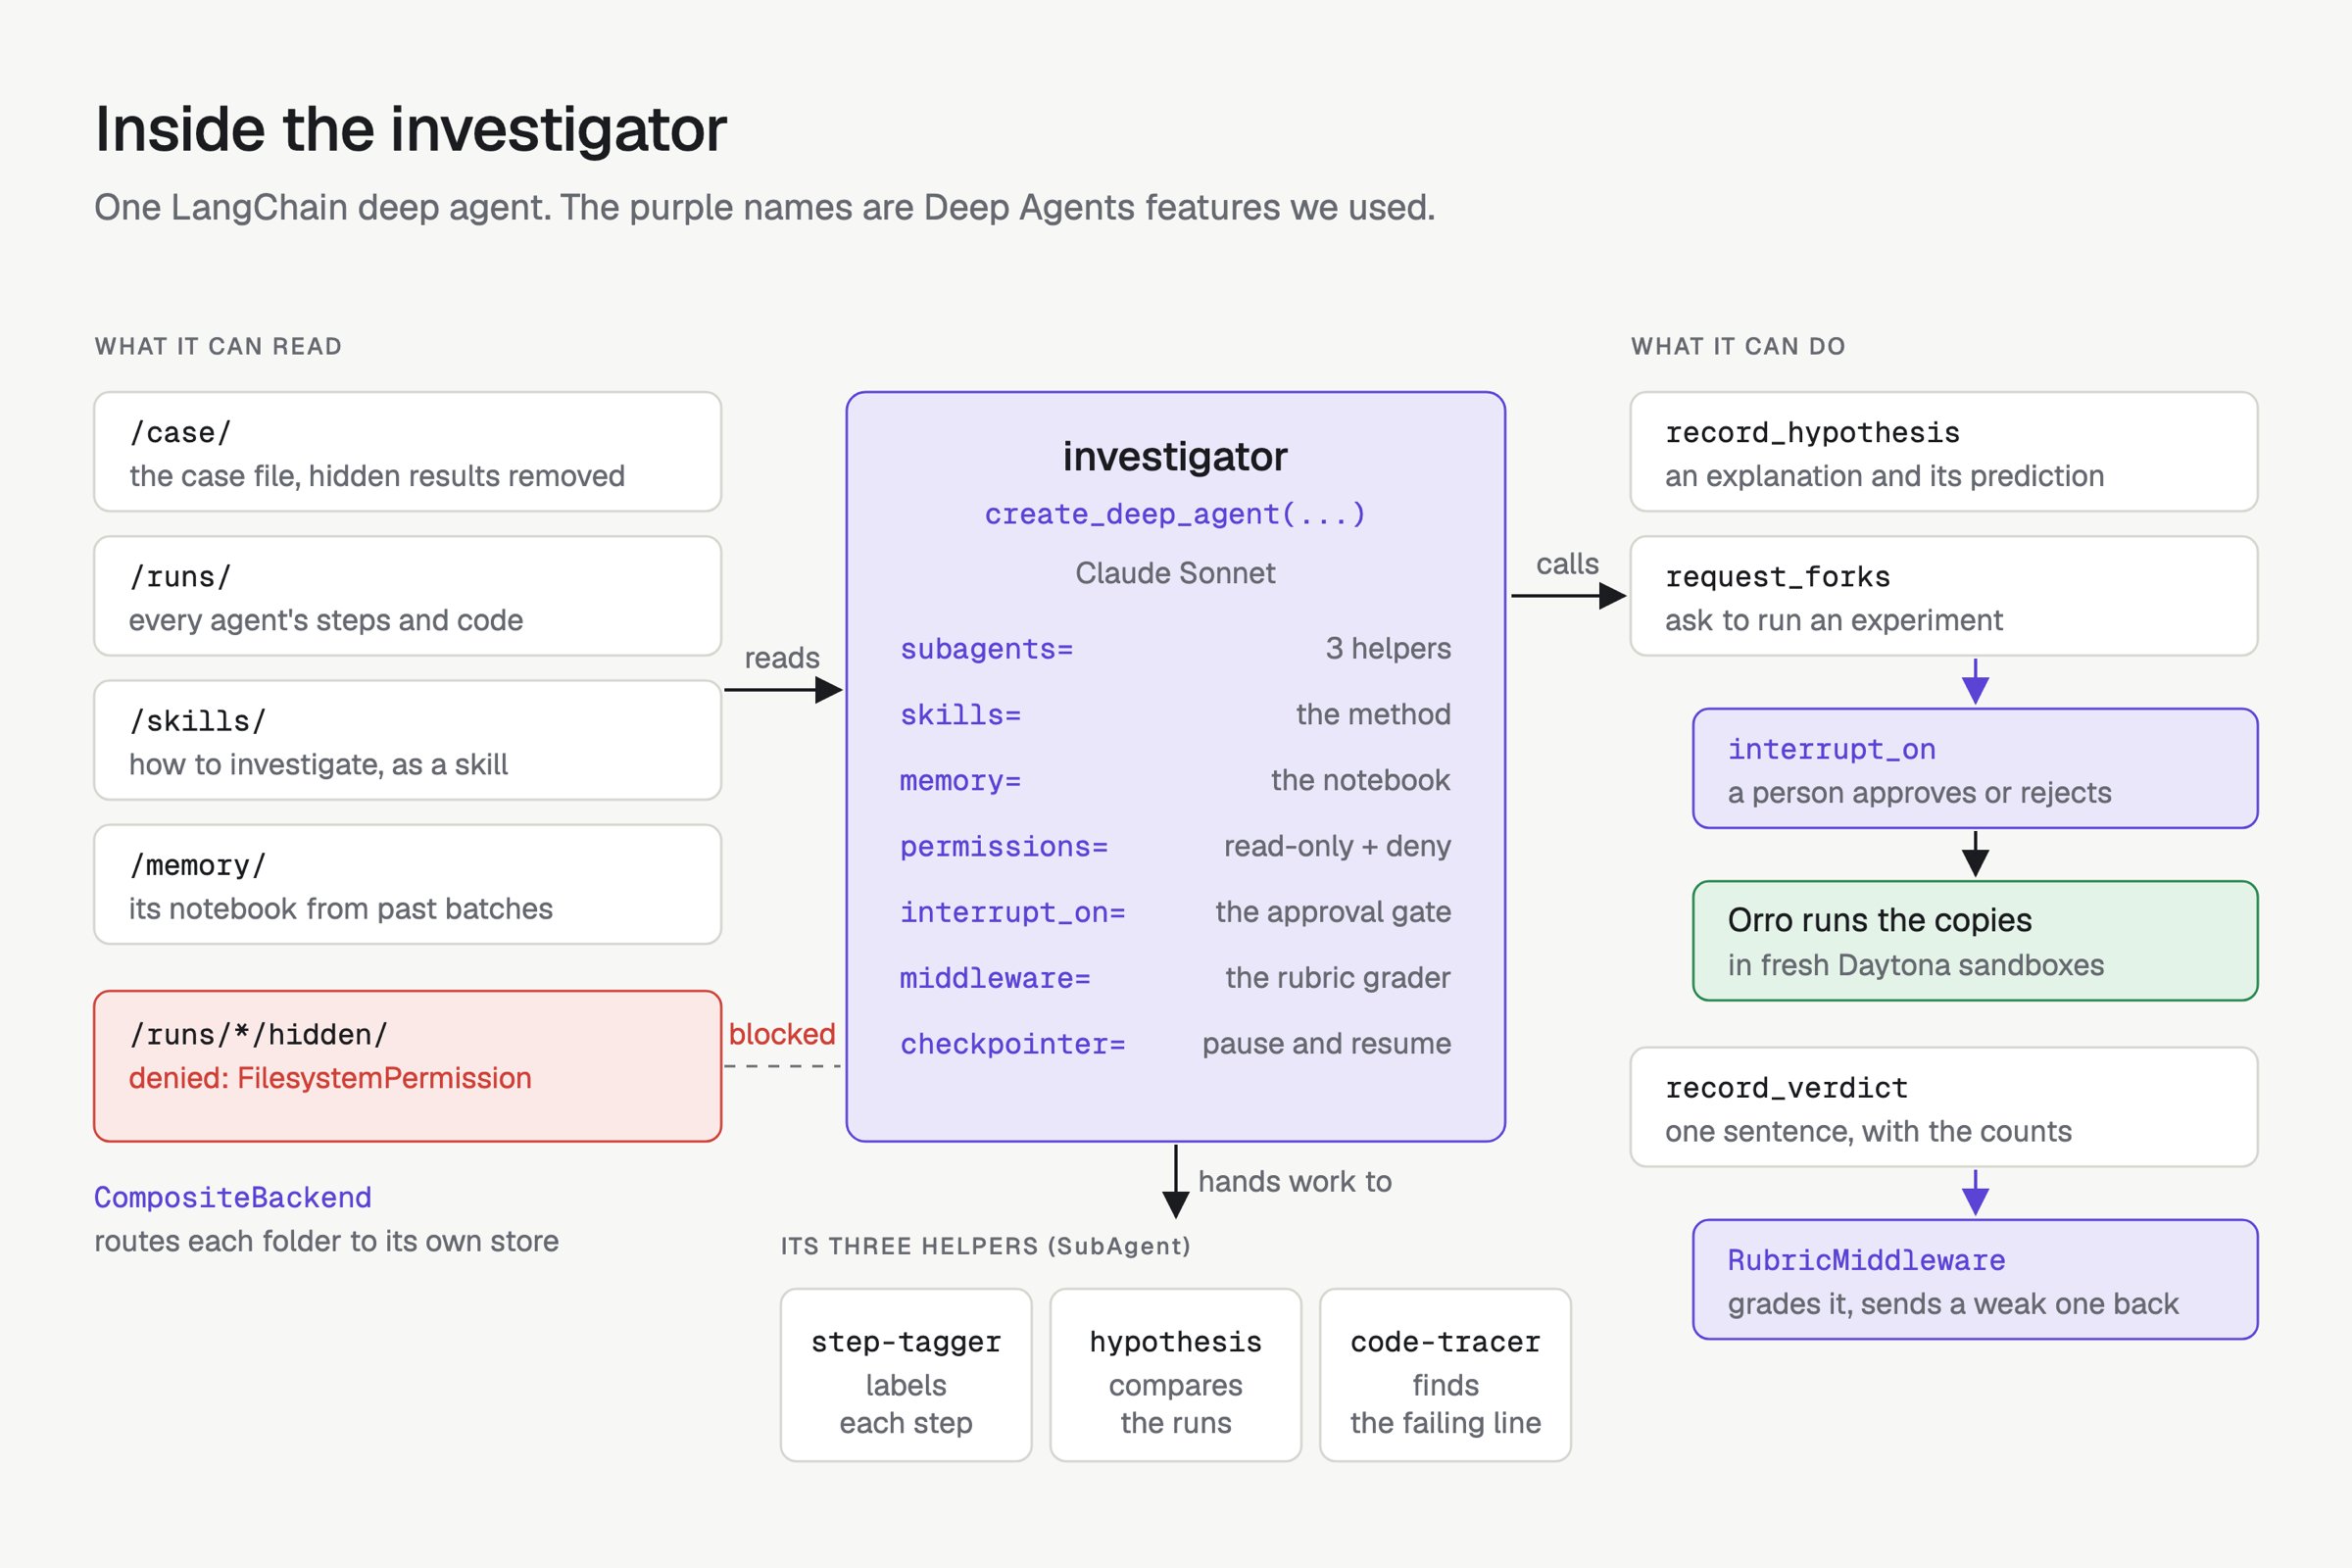 Inside the investigator
One LangChain deep agent. The purple names are Deep Agents features we used.
WHAT IT CAN READ
/case/
the case file, hidden results removed
/runs/
every agent's steps and code
/skills/
how to investigate, as a skill
/memory/
its notebook from past batches
/runs/*/hidden/
denied: FilesystemPermission
CompositeBackend
routes each folder to its own store
reads
blocked
investigator
create_deep_agent(...)
Claude Sonnet
subagents= 3 helpers
skills= the method
memory= the notebook
permissions= read-only + deny
interrupt_on= the approval gate
middleware= the rubric grader
checkpointer= pause and resume
hands work to
ITS THREE HELPERS (SubAgent)
step-tagger
labels
each step
hypothesis
compares
the runs
code-tracer
finds
the failing line
calls
WHAT IT CAN DO
record_hypothesis
an explanation and its prediction
request_forks
ask to run an experiment
interrupt_on
a person approves or rejects
Orro runs the copies
in fresh Daytona sandboxes
record_verdict
one sentence, with the counts
RubricMiddleware
grades it, sends a weak one back